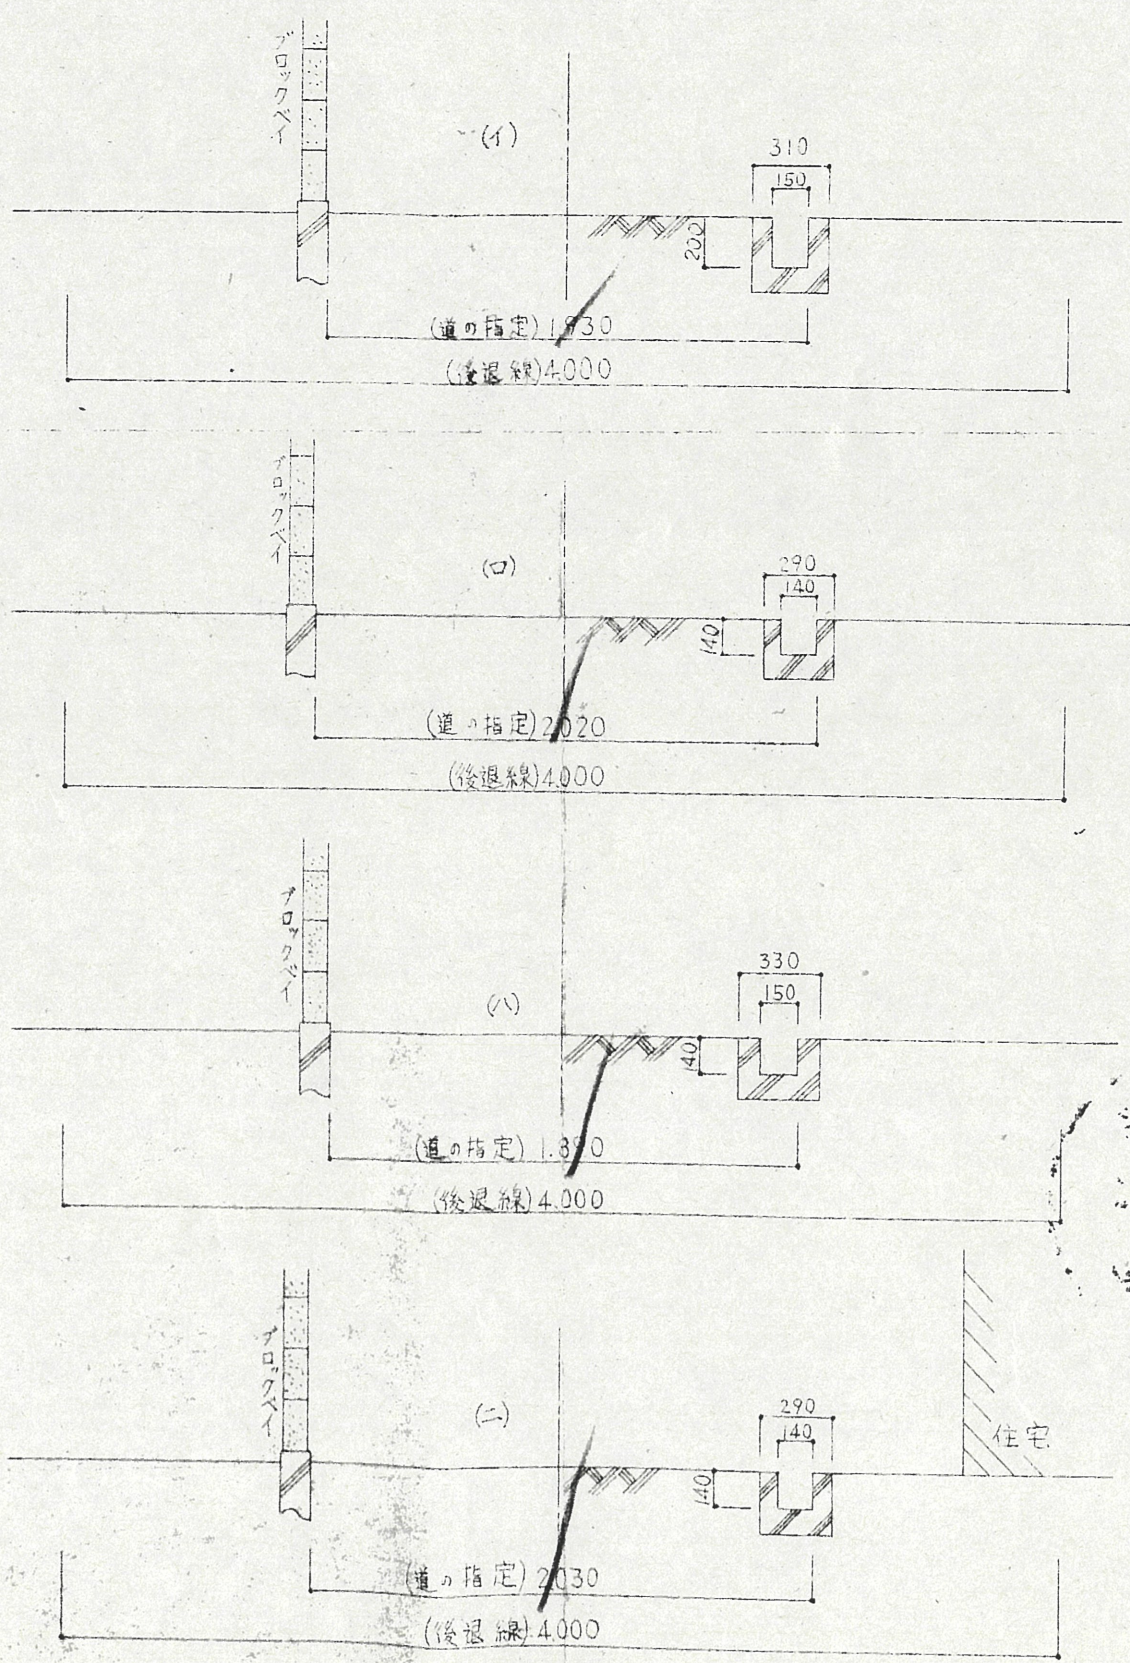 ブロックベイ
(イ)
310
150
200
(道の指定)1.930
(後退線)4.000
ブロックベイ
(ロ)
290
140
140
(道の指定)2.020
(後退線)4.000
ブロックベイ
(ハ)
330
150
140
(道の指定)
(後退線)4.000
ブロックベイ
(ニ)
290
140
140
住宅
(道の指定)2.030
(後退線)4.000